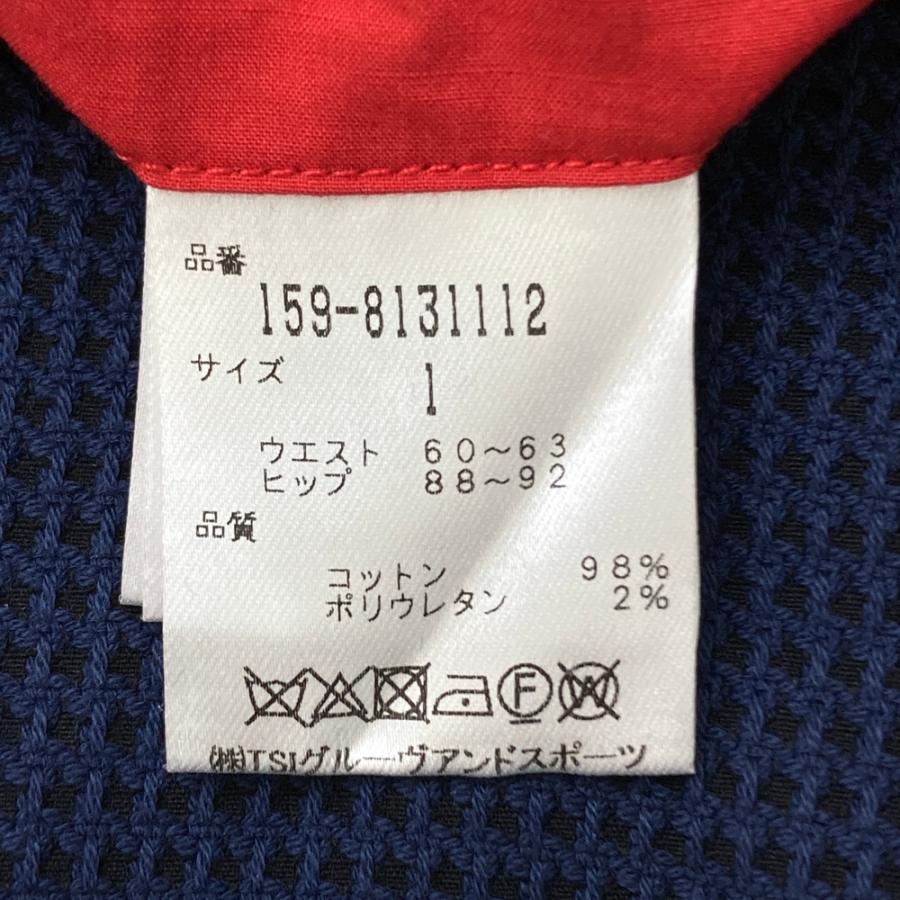 品番
159-8131112
サイズ 1
ウエスト 60～63
ヒップ 88～92
品質
コットン 98%
ポリウレタン 2%
F W
㈱TSIグルーヴアンドスポーツ